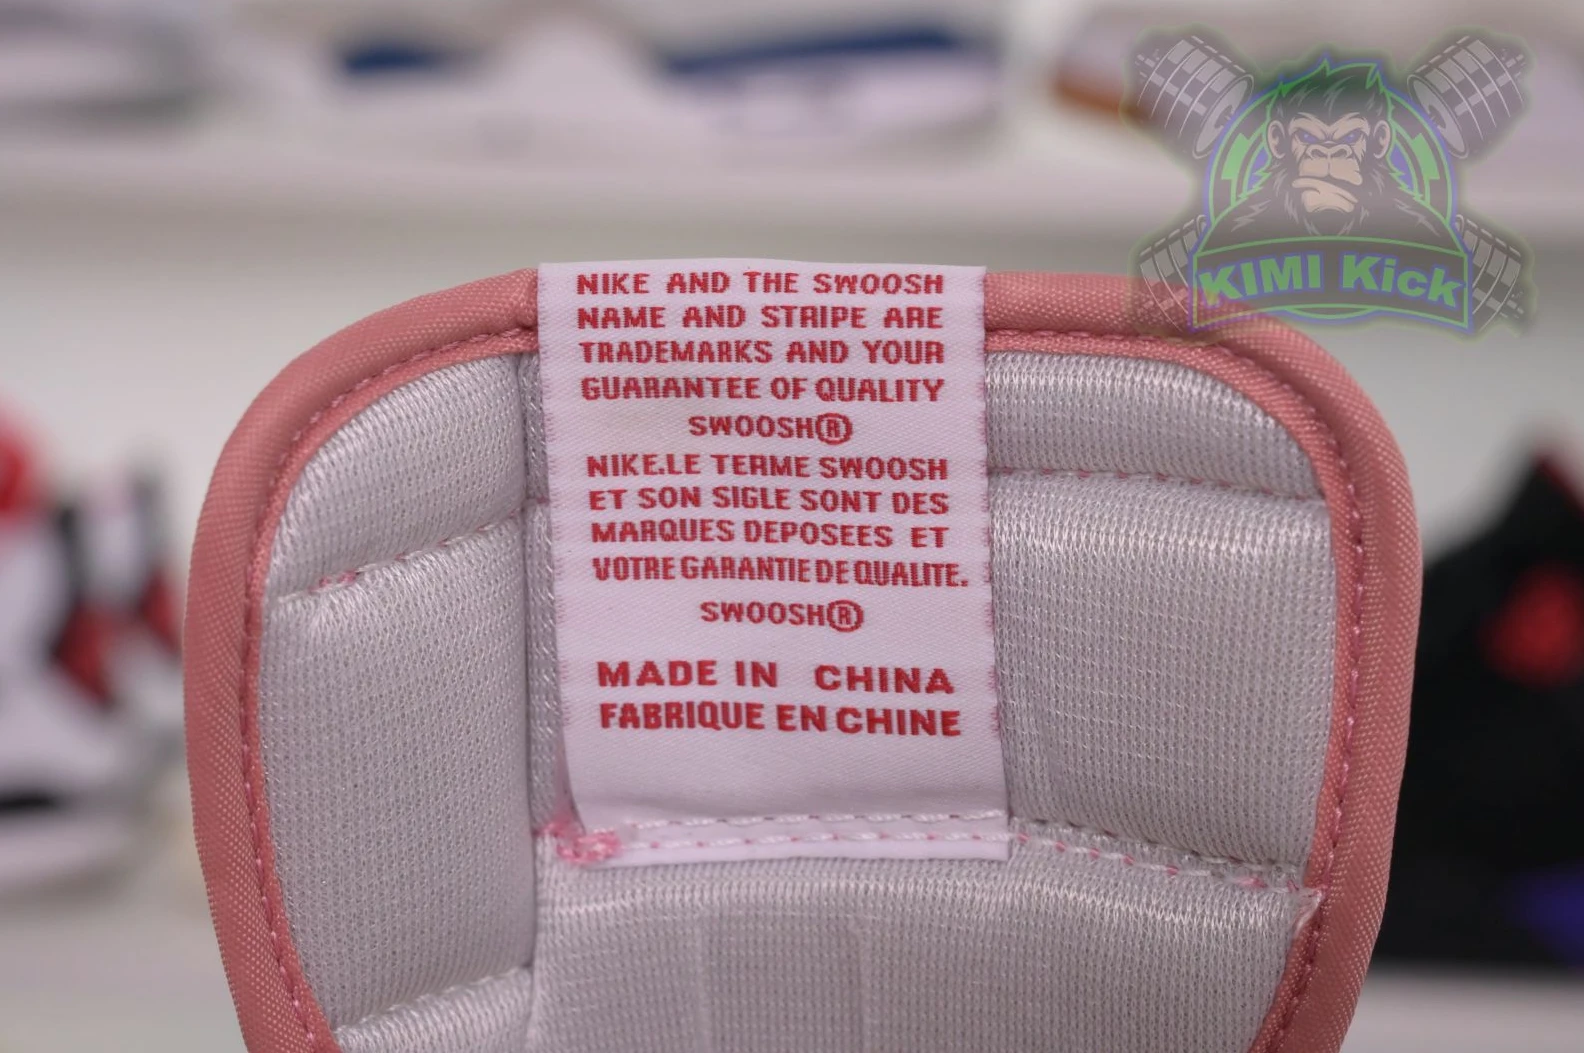 NIKE AND THE SWOOSH
NAME AND STRIPE ARE
TRADEMARKS AND YOUR
GUARANTEE OF QUALITY
SWOOSH®
NIKE.LE TERME SWOOSH
ET SON SIGLE SONT DES
MARQUES DEPOSEES ET
VOTRE GARANTIE DE QUALITE.
SWOOSH®
MADE IN CHINA
FABRIQUE EN CHINE
KIMI Kick